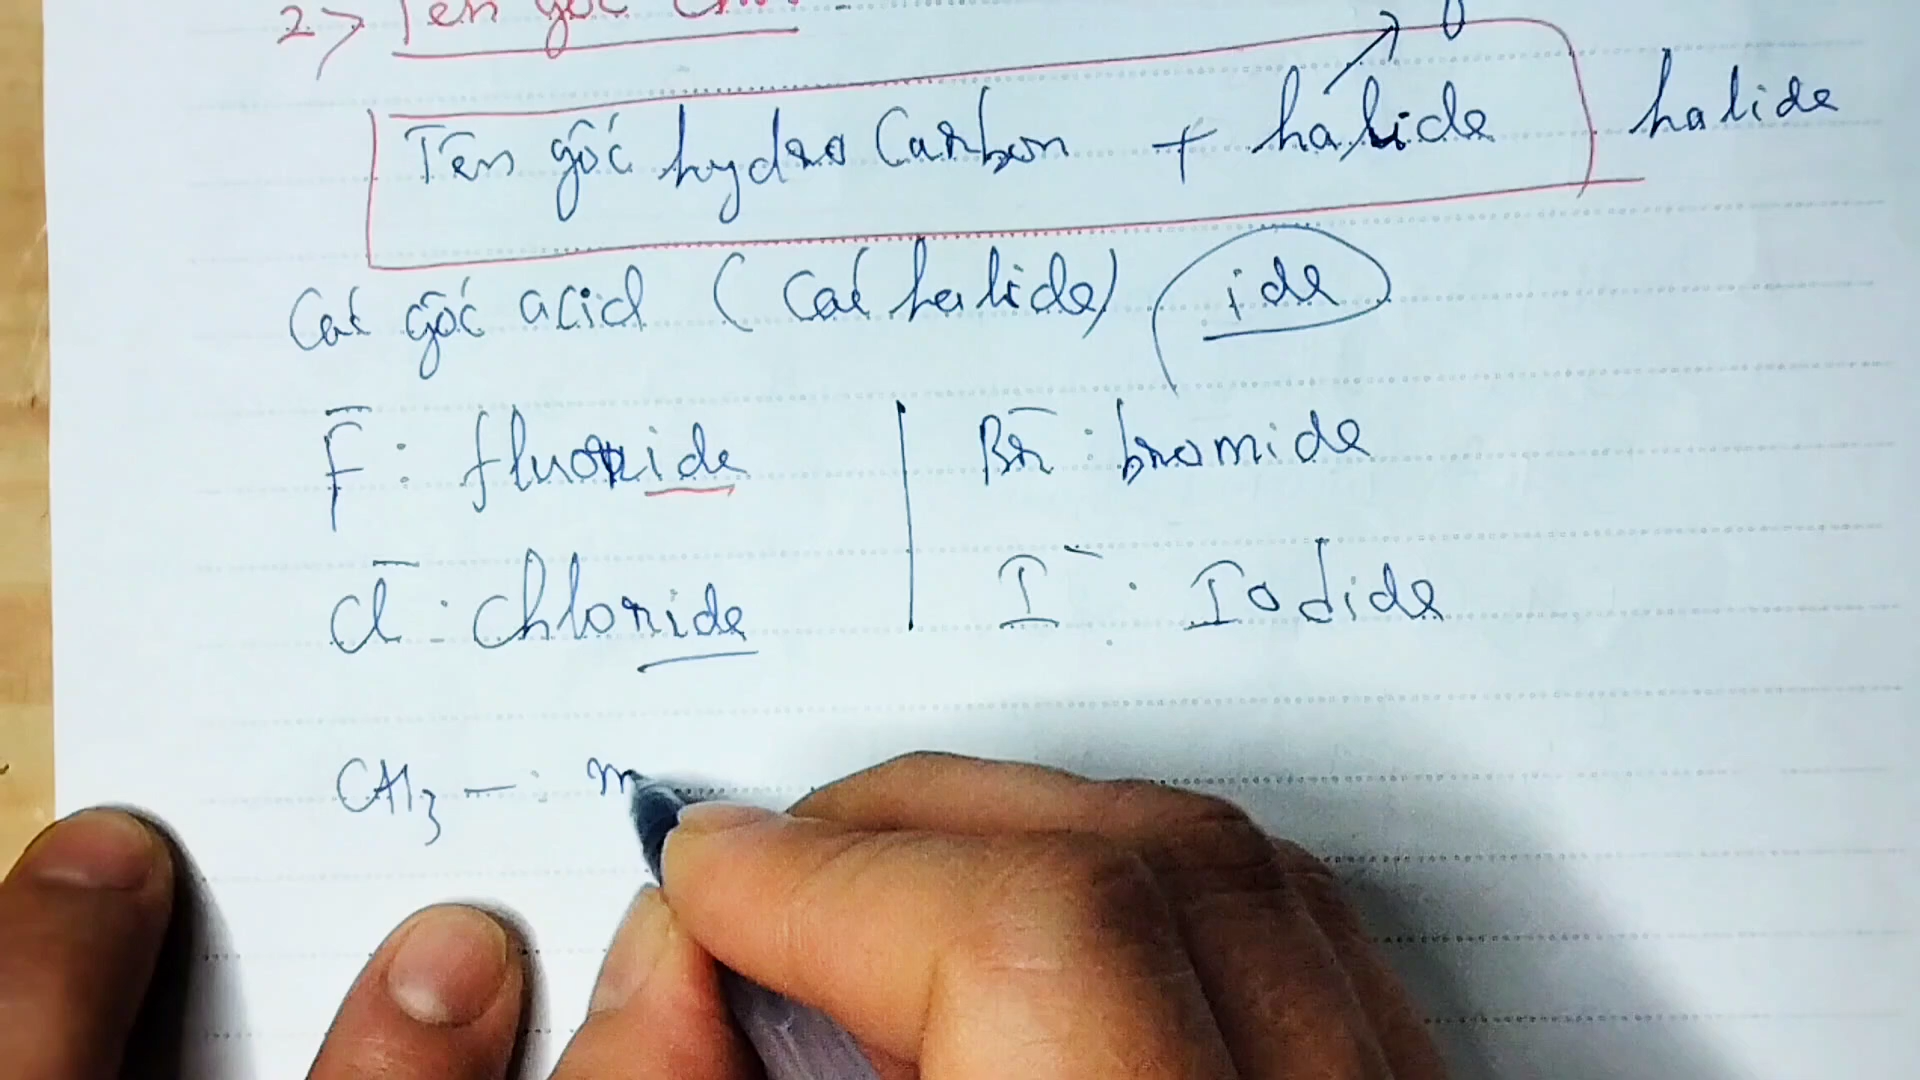 2> Tên gốc
Tên gốc hydro Carbon + halide halide
Các gốc acid (Các halide) ide
F⁻ : fluoride Br⁻ : bromide
Cl⁻ : chloride I⁻ : Iodide
CH₃ – : m